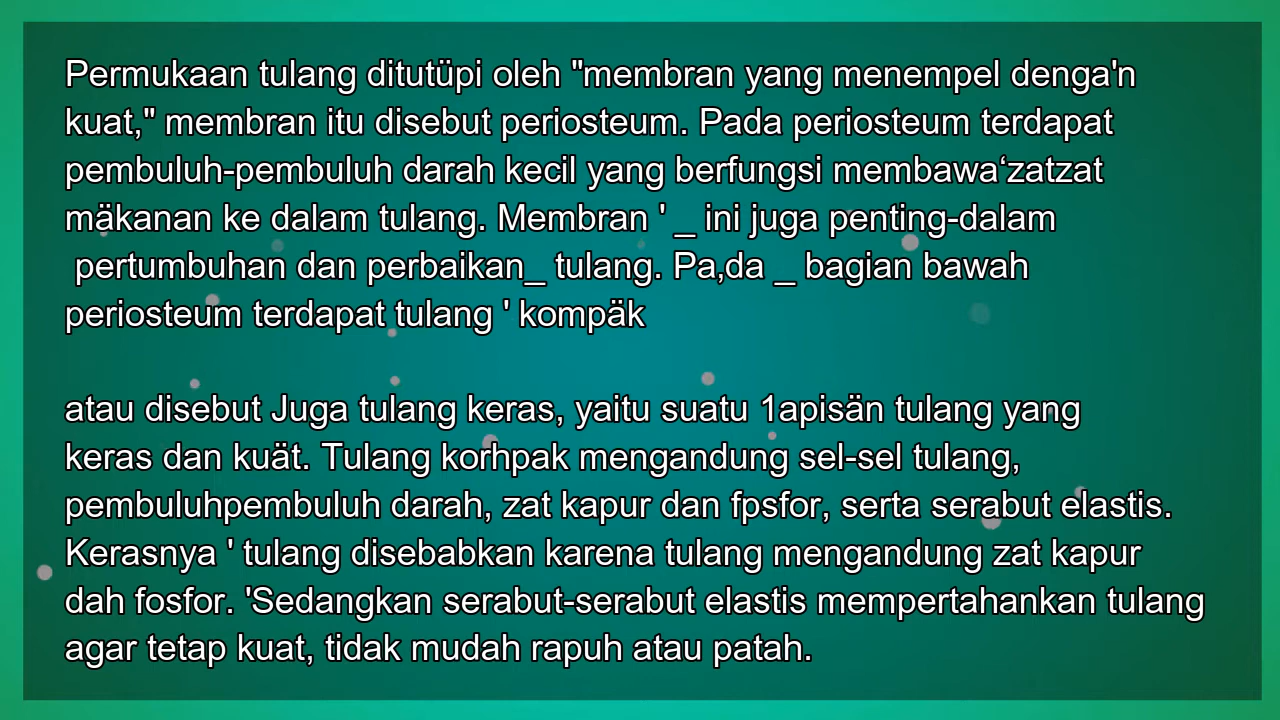 Permukaan tulang ditutüpi oleh "membran yang menempel denga'n
kuat," membran itu disebut periosteum. Pada periosteum terdapat
pembuluh-pembuluh darah kecil yang berfungsi membawa‘zatzat
mäkanan ke dalam tulang. Membran ' _ ini juga penting-dalam
pertumbuhan dan perbaikan_ tulang. Pa,da _ bagian bawah
periosteum terdapat tulang ' kompäk
atau disebut Juga tulang keras, yaitu suatu 1apisän tulang yang
keras dan kuät. Tulang korhpak mengandung sel-sel tulang,
pembuluhpembuluh darah, zat kapur dan fpsfor, serta serabut elastis.
Kerasnya ' tulang disebabkan karena tulang mengandung zat kapur
dah fosfor. 'Sedangkan serabut-serabut elastis mempertahankan tulang
agar tetap kuat, tidak mudah rapuh atau patah.